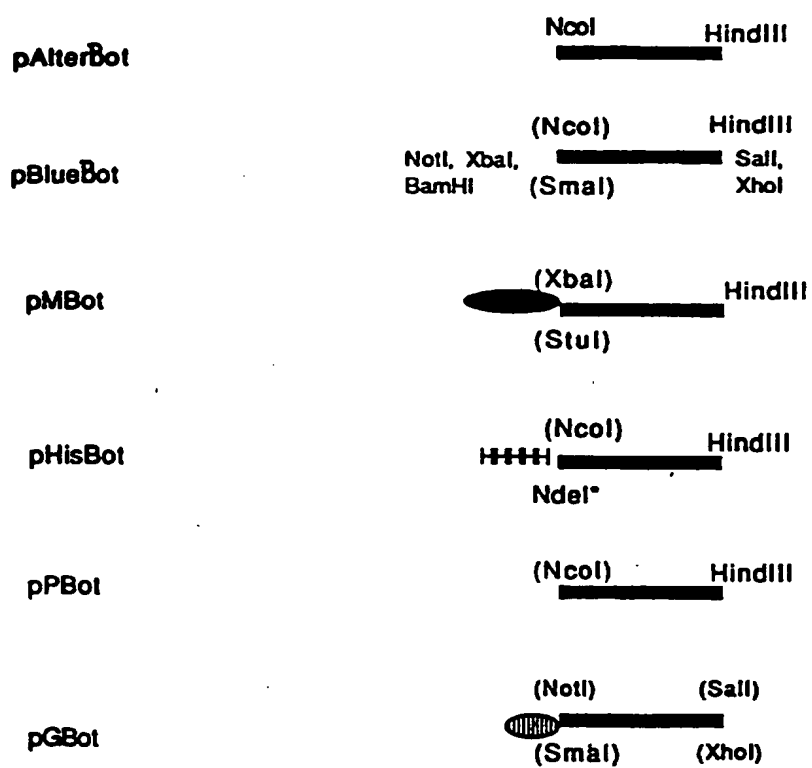 NcoI HindIII
pAlterBot
(NcoI) HindIII
NotI, XbaI, SalI,
pBlueBot
BamHI (SmaI) XhoI
(XbaI)
HindIII
pMBot
(StuI)
(NcoI)
HindIII
pHisBot
NdeI*
(NcoI) HindIII
pPBot
(NotI) (SalI)
pGBot
(SmaI) (XhoI)